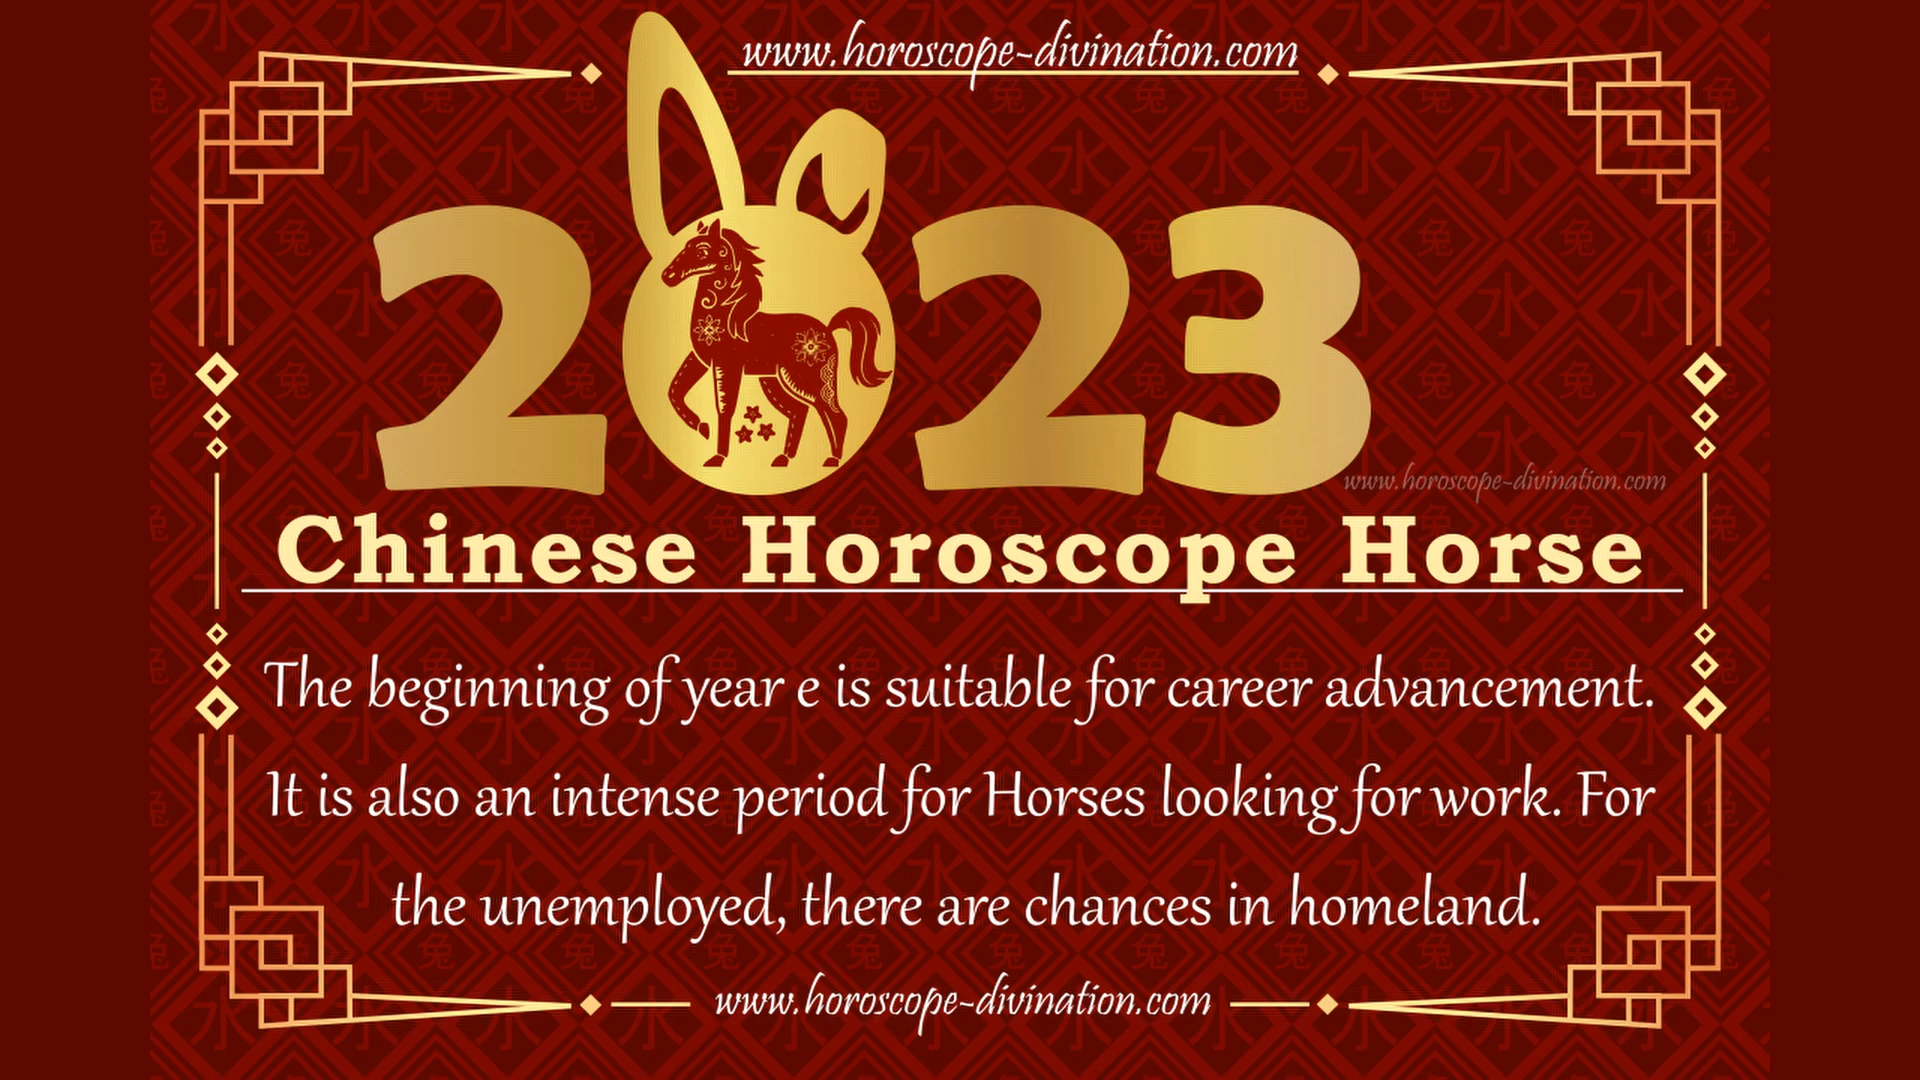 www.horoscope-divination.com
2023
www.horoscope-divination.com
Chinese Horoscope Horse
The beginning of year e is suitable for career advancement.
It is also an intense period for Horses looking for work. For
the unemployed, there are chances in homeland.
www.horoscope-divination.com